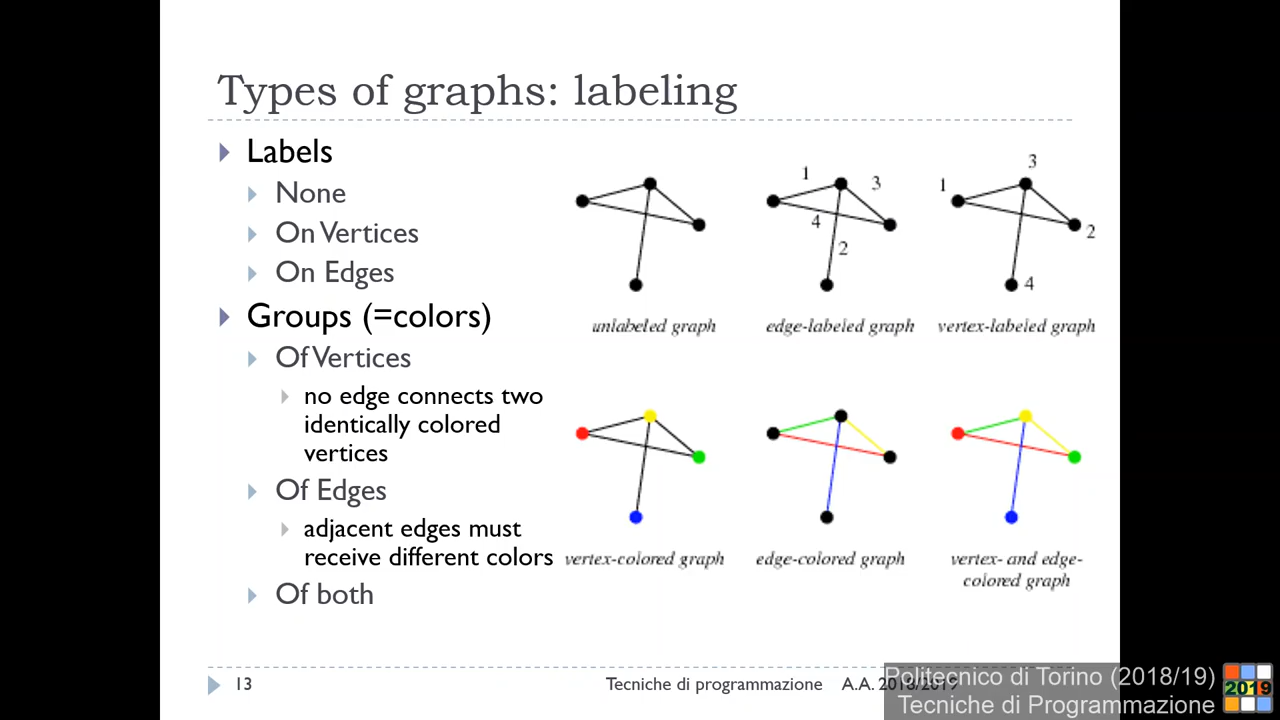 Types of graphs: labeling
Labels
None
On Vertices
On Edges
Groups (=colors)
Of Vertices
no edge connects two
identically colored
vertices
Of Edges
adjacent edges must
receive different colors
Of both
1
3
4
2
3
1
2
4
unlabeled graph
edge-labeled graph
vertex-labeled graph
vertex-colored graph
edge-colored graph
vertex- and edge-
colored graph
13
Tecniche di programmazione
A.A. 2018/2019
Politecnico di Torino (2018/19)
Tecniche di Programmazione
2019